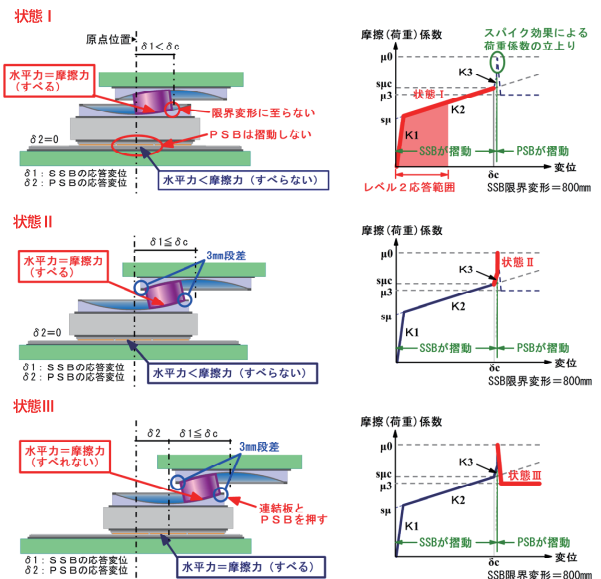 状態Ⅰ
原点位置
δ1＜δc
水平力＝摩擦力
(すべる)
限界変形に至らない
PSBは摺動しない
δ2=0
水平力＜摩擦力（すべらない）
δ1：SSBの応答変位
δ2：PSBの応答変位
摩擦(荷重)係数
スパイク効果による
荷重係数の立上り
μ0
sμc
μ3
sμ
状態Ⅰ
K3
K2
K1
SSBが摺動
PSBが摺動
変位
レベル２応答範囲
δc
SSB限界変形＝800mm
状態Ⅱ
δ1≦δc
水平力＝摩擦力
(すべる)
3mm段差
δ2=0
水平力＜摩擦力（すべらない）
δ1：SSBの応答変位
δ2：PSBの応答変位
摩擦(荷重)係数
μ0
sμc
μ3
sμ
状態Ⅱ
K3
K2
K1
SSBが摺動
PSBが摺動
変位
δc
SSB限界変形＝800mm
状態Ⅲ
δ2
δ1≦δc
水平力＝摩擦力
(すべれない)
3mm段差
連結板と
PSBを押す
水平力＝摩擦力（すべる）
δ1：SSBの応答変位
δ2：PSBの応答変位
摩擦(荷重)係数
μ0
sμc
μ3
sμ
状態Ⅲ
K3
K2
K1
SSBが摺動
PSBが摺動
変位
δc
SSB限界変形＝800mm